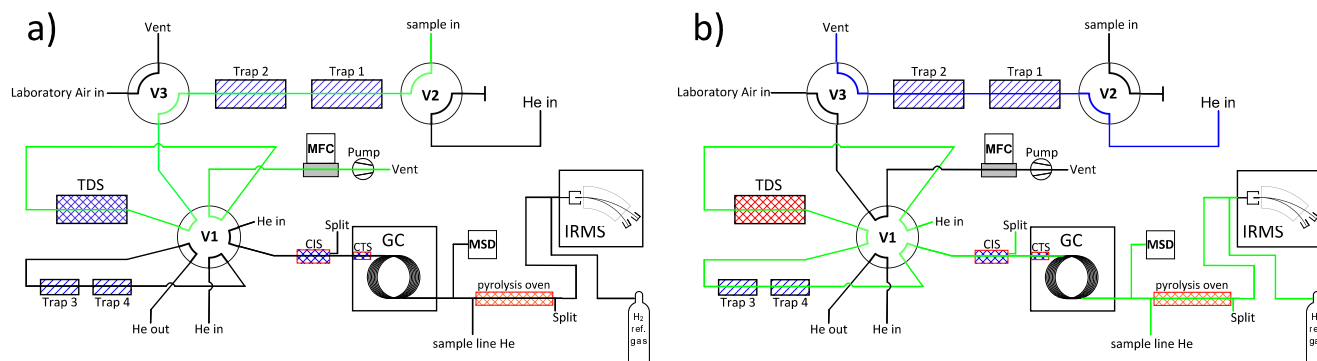 a)
Vent
sample in
Trap 2
Trap 1
Laboratory Air in
V3
V2
He in
MFC
Pump
Vent
TDS
He in
V1
Split
CIS
CTS
GC
MSD
IRMS
pyrolysis oven
Trap 3
Trap 4
Split
He out
He in
sample line He
H2
ref.
gas
b)
Vent
sample in
Trap 2
Trap 1
Laboratory Air in
V3
V2
He in
MFC
Pump
Vent
TDS
He in
V1
Split
CIS
CTS
GC
MSD
IRMS
pyrolysis oven
Trap 3
Trap 4
Split
He out
He in
sample line He
H2
ref.
gas